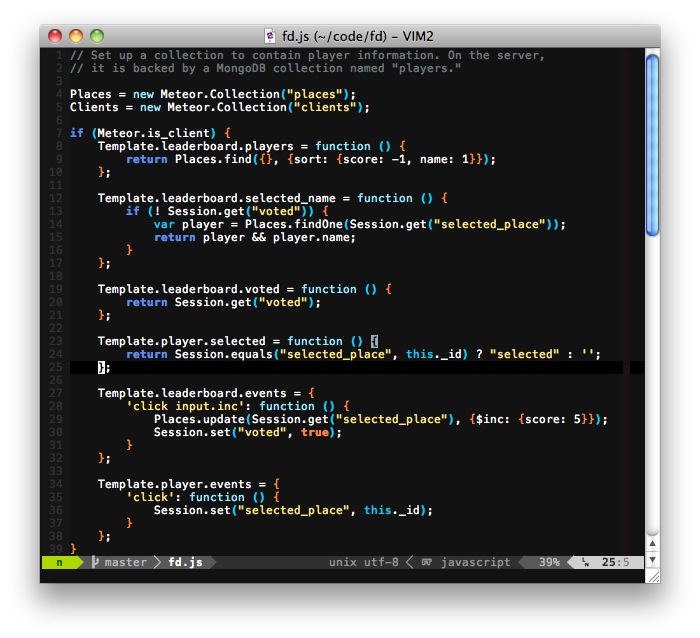 fd.js (~/code/fd) – VIM2
1 // Set up a collection to contain player information. On the server,
2 // it is backed by a MongoDB collection named "players."
3
4 Places = new Meteor.Collection("places");
5 Clients = new Meteor.Collection("clients");
6
7 if (Meteor.is_client) {
8     Template.leaderboard.players = function () {
9         return Places.find({}, {sort: {score: -1, name: 1}});
10     };
11
12     Template.leaderboard.selected_name = function () {
13         if (! Session.get("voted")) {
14             var player = Places.findOne(Session.get("selected_place"));
15             return player && player.name;
16         }
17     };
18
19     Template.leaderboard.voted = function () {
20         return Session.get("voted");
21     };
22
23     Template.player.selected = function () {
24         return Session.equals("selected_place", this._id) ? "selected" : '';
25     };
26
27     Template.leaderboard.events = {
28         'click input.inc': function () {
29             Places.update(Session.get("selected_place"), {$inc: {score: 5}});
30             Session.set("voted", true);
31         }
32     };
33
34     Template.player.events = {
35         'click': function () {
36             Session.set("selected_place", this._id);
37         }
38     };
39 }
n master fd.js unix utf-8 javascript 39% LN 25:5